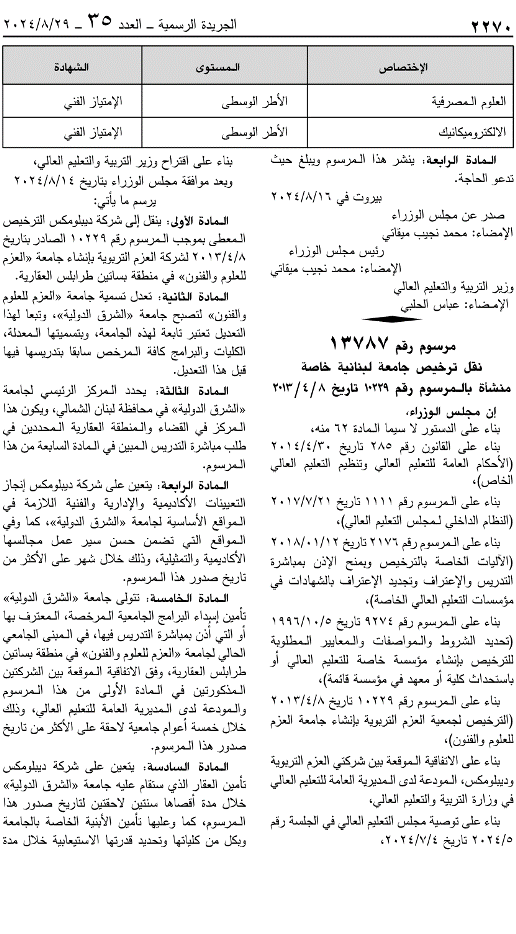 ٢٢٧٠
الجريدة الرسمية ــ العدد ٣٥ ــ ٢٠٢٤/٨/٢٩
الإختصاص المستوى الشهادة
العلوم المصرفية الأطر الوسطى الإمتياز الفني
الالكتروميكانيك الأطر الوسطى الإمتياز الفني
المادة الرابعة: ينشر هذا المرسوم ويبلغ حيث
تدعو الحاجة.
بيروت في ٢٠٢٤/٨/١٦
صدر عن مجلس الوزراء
الإمضاء: محمد نجيب ميقاتي
رئيس مجلس الوزراء
الإمضاء: محمد نجيب ميقاتي
وزير التربية والتعليم العالي
الإمضاء: عباس الحلبي
مرسوم رقم ١٣٧٨٧
نقل ترخيص جامعة لبنانية خاصة
منشأة بالمرسوم رقم ١٠٢٢٩ تاريخ ٢٠١٣/٤/٨
إن مجلس الوزراء،
بناء على الدستور لا سيما المادة ٦٢ منه،
بناء على القانون رقم ٢٨٥ تاريخ ٢٠١٤/٤/٣٠
(الأحكام العامة للتعليم العالي وتنظيم التعليم العالي
الخاص)،
بناء على المرسوم رقم ١١١١ تاريخ ٢٠١٧/٧/٢١
(النظام الداخلي لمجلس التعليم العالي)،
بناء على المرسوم رقم ٢١٧٦ تاريخ ٢٠١٨/٠١/١٢
(الآليات الخاصة بالترخيص وبمنح الإذن بمباشرة
التدريس والإعتراف وتجديد الإعتراف بالشهادات في
مؤسسات التعليم العالي الخاصة)،
بناء على المرسوم رقم ٩٢٧٤ تاريخ ١٩٩٦/١٠/٥
(تحديد الشروط والمواصفات والمعايير المطلوبة
للترخيص بإنشاء مؤسسة خاصة للتعليم العالي أو
باستحداث كلية أو معهد في مؤسسة قائمة)،
بناء على المرسوم رقم ١٠٢٢٩ تاريخ ٢٠١٣/٤/٨
(الترخيص لجمعية العزم التربوية بإنشاء جامعة العزم
للعلوم والفنون)،
بناء على الاتفاقية الموقعة بين شركتي العزم التربوية
وديبلومكس، المودعة لدى المديرية العامة للتعليم العالي
في وزارة التربية والتعليم العالي،
بناء على توصية مجلس التعليم العالي في الجلسة رقم
٢٠٢٤/٥ تاريخ ٢٠٢٤/٧/٤،
بناء على اقتراح وزير التربية والتعليم العالي،
وبعد موافقة مجلس الوزراء بتاريخ ٢٠٢٤/٨/١٤
يرسم ما يأتي:
المادة الأولى: ينقل إلى شركة ديبلومكس الترخيص
المعطى بموجب المرسوم رقم ١٠٢٢٩ الصادر بتاريخ
٢٠١٣/٤/٨ لشركة العزم التربوية بإنشاء جامعة «العزم
للعلوم والفنون» في منطقة بساتين طرابلس العقارية.
المادة الثانية: تعدل تسمية جامعة «العزم للعلوم
والفنون» لتصبح جامعة «الشرق الدولية»، وتبعا لهذا
التعديل تعتبر تابعة لهذه الجامعة، وبتسميتها المعدلة،
الكليات والبرامج كافة المرخص سابقا بتدريسها فيها
قبل هذا التعديل.
المادة الثالثة: يحدد المركز الرئيسي لجامعة
«الشرق الدولية» في محافظة لبنان الشمالي، ويكون هذا
المركز في القضاء والمنطقة العقارية المحددين في
طلب مباشرة التدريس المبين في المادة السابعة من هذا
المرسوم.
المادة الرابعة: يتعين على شركة ديبلومكس إنجاز
التعيينات الأكاديمية والإدارية والفنية اللازمة في
المواقع الأساسية لجامعة «الشرق الدولية»، كما وفي
المواقع التي تضمن حسن سير عمل مجالسها
الأكاديمية والتمثيلية، وذلك خلال شهر على الأكثر من
تاريخ صدور هذا المرسوم.
المادة الخامسة: تتولى جامعة «الشرق الدولية»
تأمين إسداء البرامج الجامعية المرخصة، المعترف بها
أو التي أُذن بمباشرة التدريس فيها، في المبنى الجامعي
الحالي لجامعة «العزم للعلوم والفنون» في منطقة بساتين
طرابلس العقارية، وفق الاتفاقية الموقعة بين الشركتين
المذكورتين في المادة الأولى من هذا المرسوم
والمودعة لدى المديرية العامة للتعليم العالي، وذلك
خلال خمسة أعوام جامعية لاحقة على الأكثر من تاريخ
صدور هذا المرسوم.
المادة السادسة: يتعين على شركة ديبلومكس
تأمين العقار الذي ستقام عليه جامعة «الشرق الدولية»
خلال مدة أقصاها سنتين لاحقتين لتاريخ صدور هذا
المرسوم، كما وعليها تأمين الأبنية الخاصة بالجامعة
وبكل من كلياتها وتحديد قدرتها الاستيعابية خلال مدة